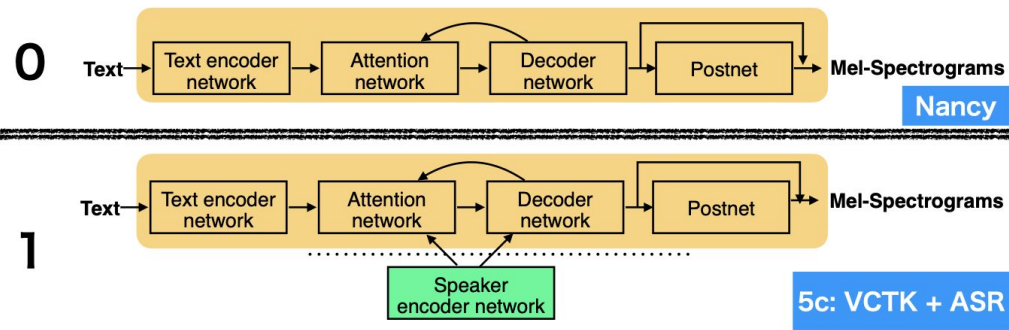 0
Text
Text encoder
network
Attention
network
Decoder
network
Postnet
Mel-Spectrograms
Nancy
1
Text
Text encoder
network
Attention
network
Decoder
network
Postnet
Mel-Spectrograms
Speaker
encoder network
5c: VCTK + ASR